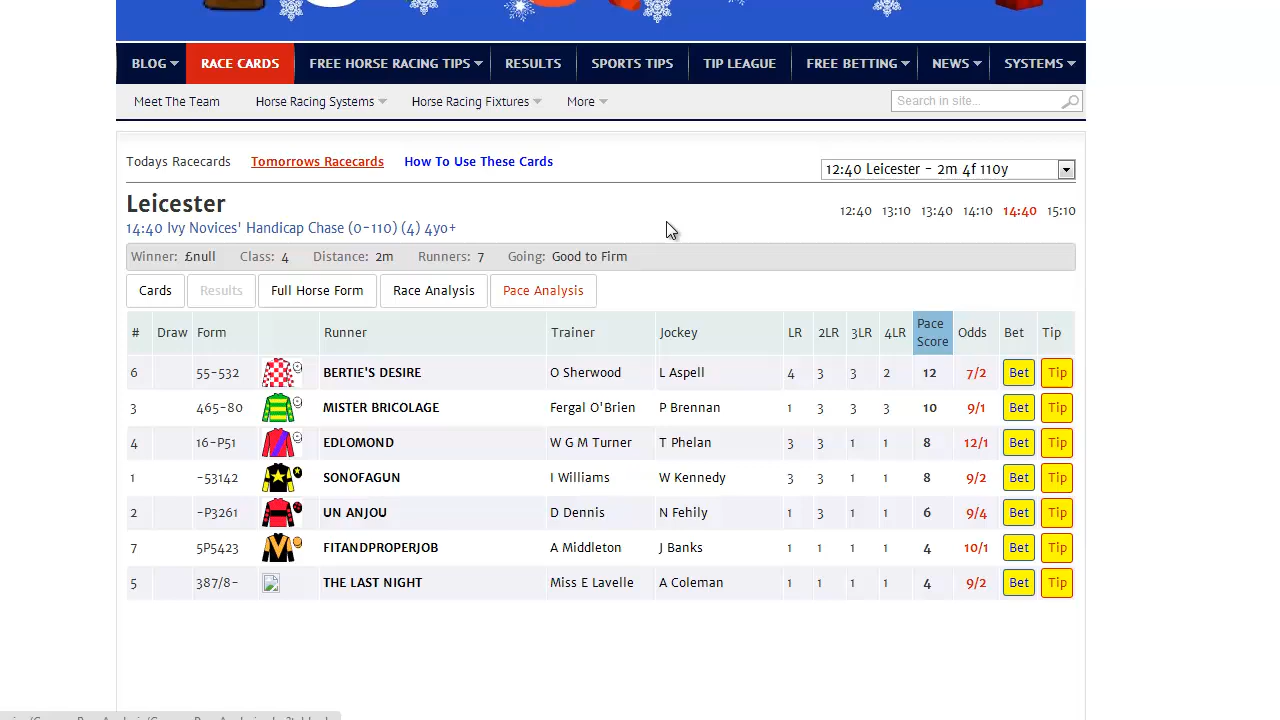 BLOG RACE CARDS FREE HORSE RACING TIPS RESULTS SPORTS TIPS TIP LEAGUE FREE BETTING NEWS SYSTEMS
Meet The Team Horse Racing Systems Horse Racing Fixtures More Search in site...
Todays Racecards Tomorrows Racecards How To Use These Cards 12:40 Leicester - 2m 4f 110y
Leicester
12:40 13:10 13:40 14:10 14:40 15:10
14:40 Ivy Novices' Handicap Chase (0-110) (4) 4yo+
Winner: £null Class: 4 Distance: 2m Runners: 7 Going: Good to Firm
Cards Results Full Horse Form Race Analysis Pace Analysis
# Draw Form Runner Trainer Jockey LR 2LR 3LR 4LR Pace Score Odds Bet Tip
6 55-532 BERTIE'S DESIRE O Sherwood L Aspell 4 3 3 2 12 7/2 Bet Tip
3 465-80 MISTER BRICOLAGE Fergal O'Brien P Brennan 1 3 3 3 10 9/1 Bet Tip
4 16-P51 EDLOMOND W G M Turner T Phelan 3 3 1 1 8 12/1 Bet Tip
1 -53142 SONOFAGUN I Williams W Kennedy 3 3 1 1 8 9/2 Bet Tip
2 -P3261 UN ANJOU D Dennis N Fehily 1 3 1 1 6 9/4 Bet Tip
7 5P5423 FITANDPROPERJOB A Middleton J Banks 1 1 1 1 4 10/1 Bet Tip
5 387/8- THE LAST NIGHT Miss E Lavelle A Coleman 1 1 1 1 4 9/2 Bet Tip